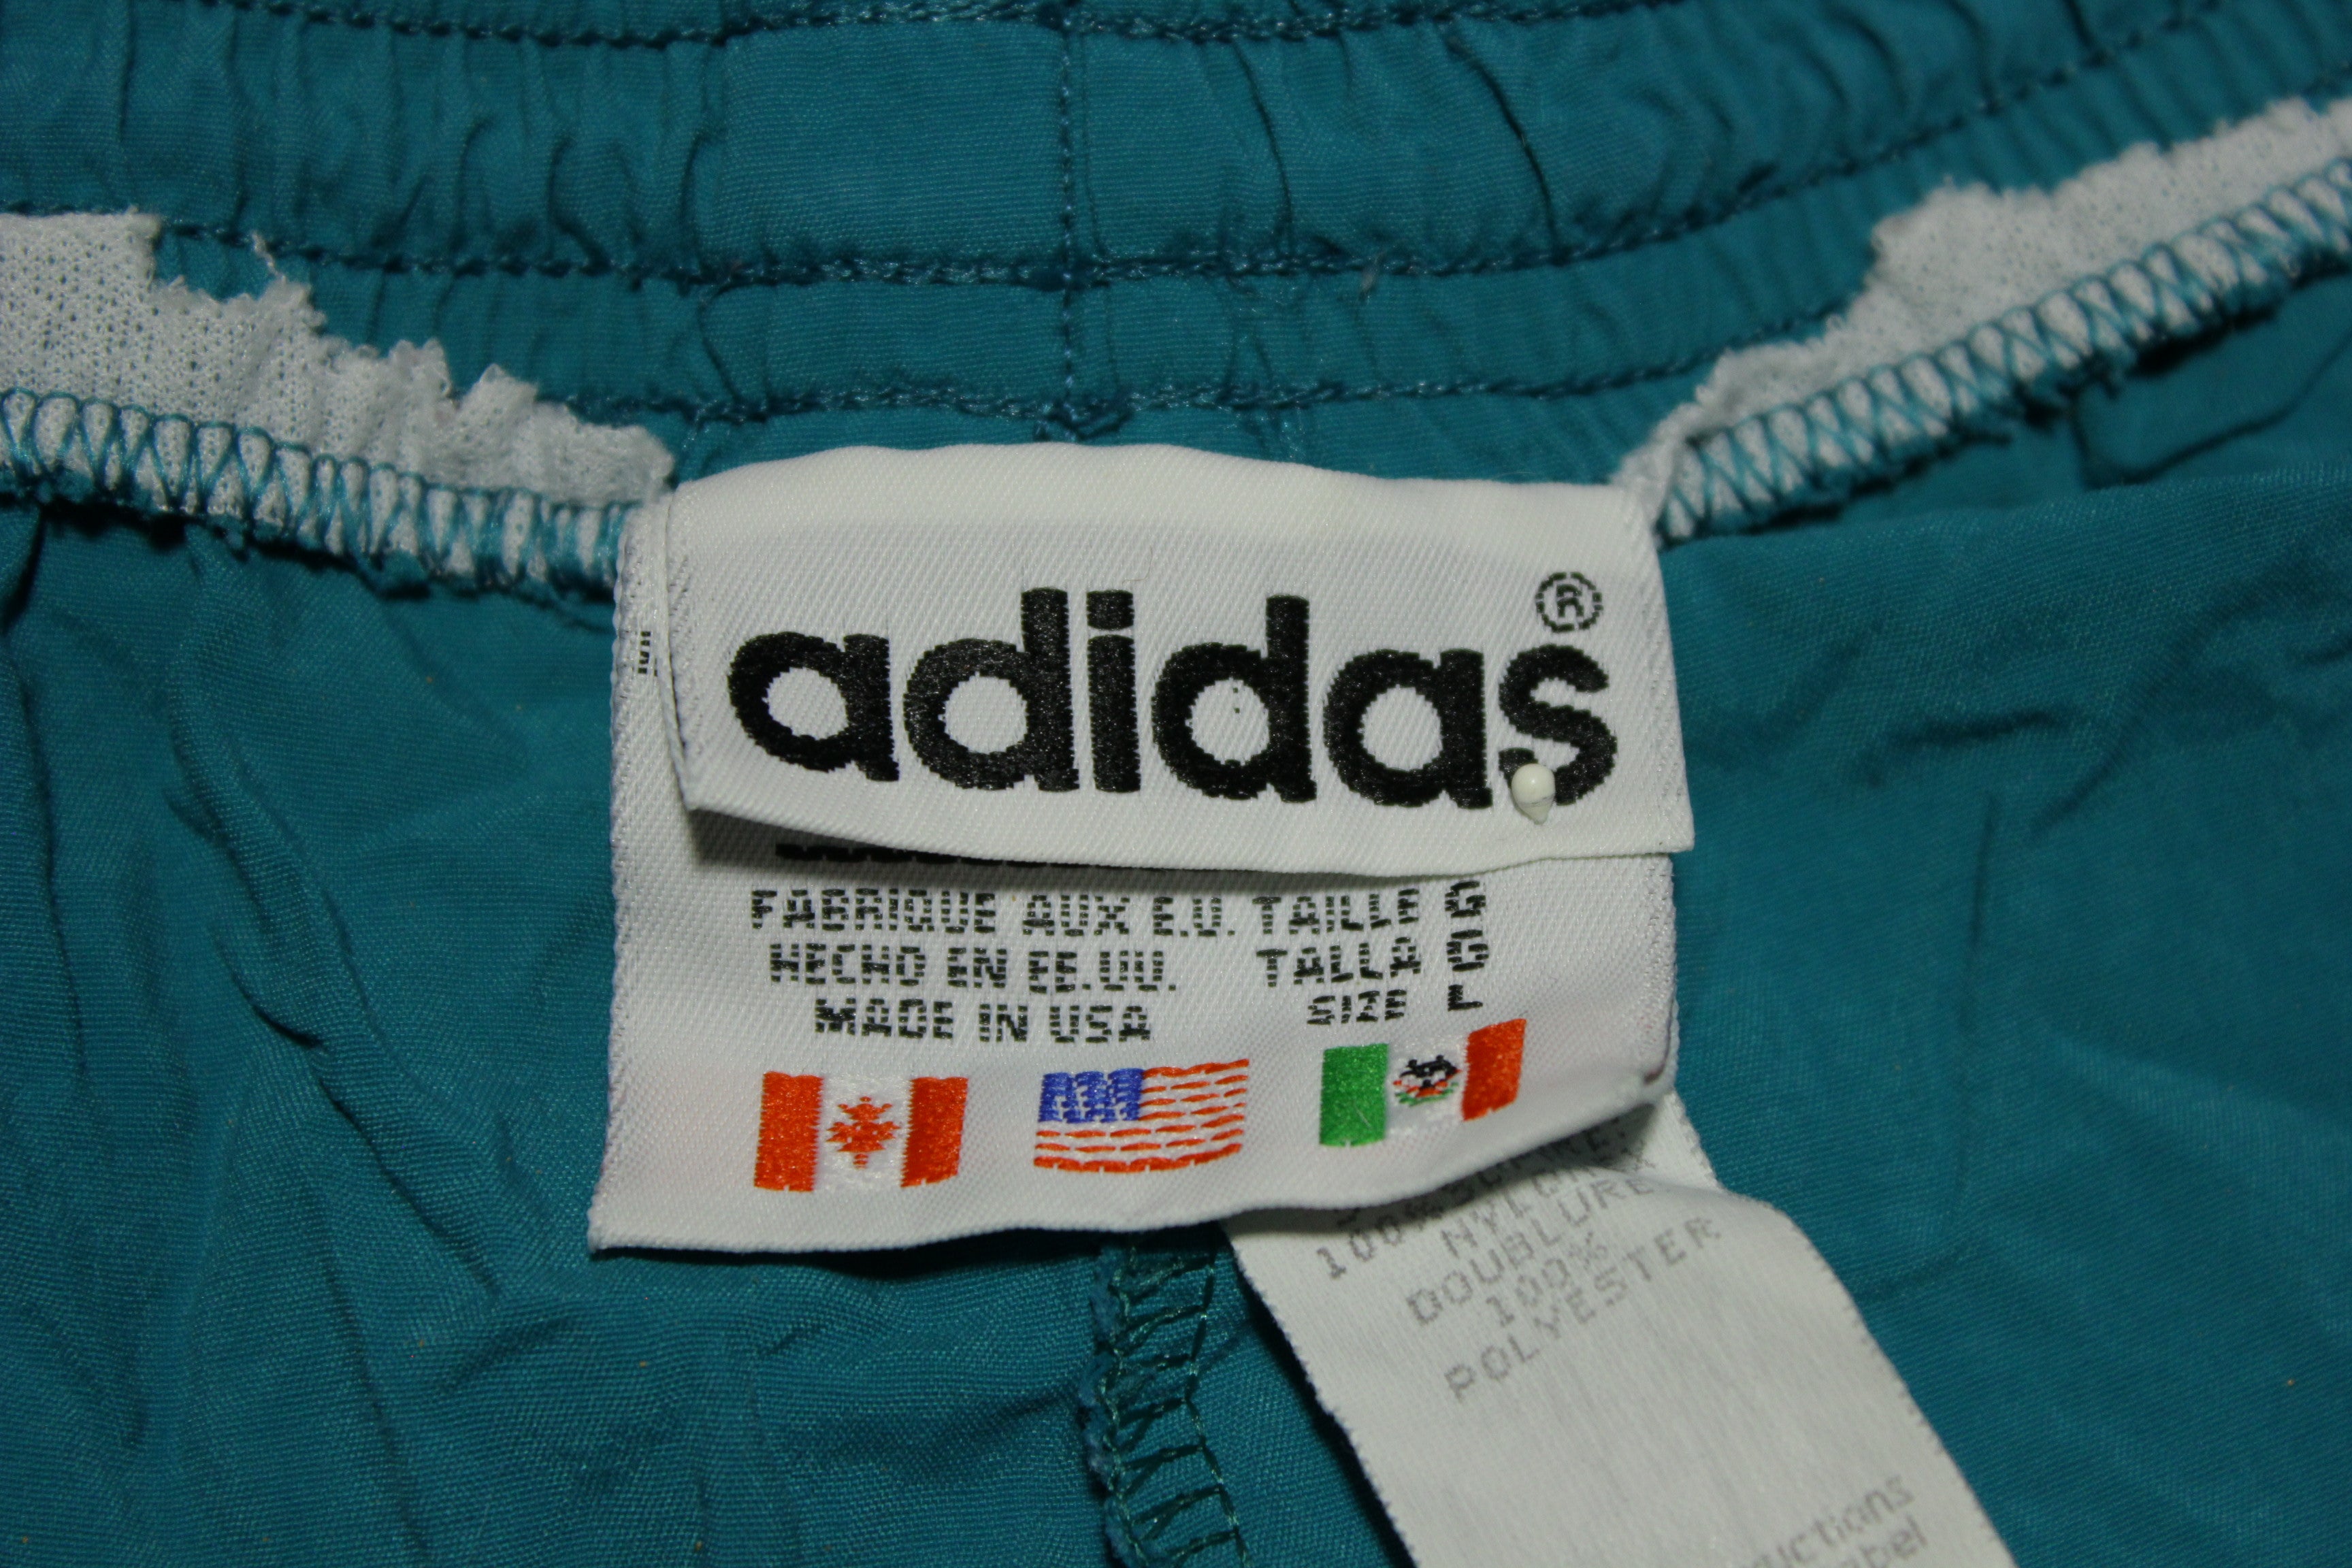 adidas®
FABRIQUE AUX E.U. TAILLE G
HECHO EN EE.UU. TALLA G
MADE IN USA SIZE L
NYLON
DOUBLURE
100%
POLYESTER